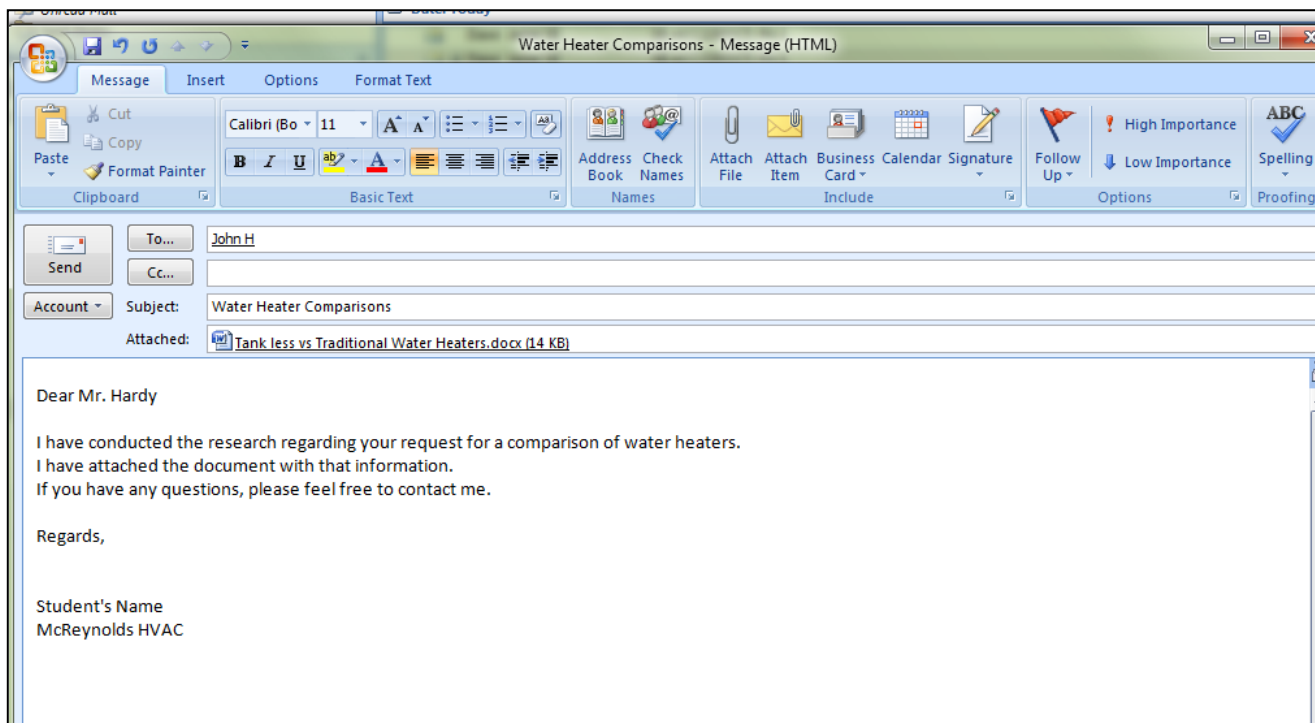 Unread Mail
Date: Today
Water Heater Comparisons - Message (HTML)
Message Insert Options Format Text
Cut
Copy
Paste
Format Painter
Clipboard
Calibri (Bo 11
B I U
Basic Text
Address Book
Check Names
Names
Attach File
Attach Item
Business Card
Calendar
Signature
Include
Follow Up
High Importance
Low Importance
Options
ABC
Spelling
Proofing
To... John H
Send
Cc...
Account Subject: Water Heater Comparisons
Attached: Tank less vs Traditional Water Heaters.docx (14 KB)
Dear Mr. Hardy
I have conducted the research regarding your request for a comparison of water heaters.
I have attached the document with that information.
If you have any questions, please feel free to contact me.
Regards,
Student's Name
McReynolds HVAC